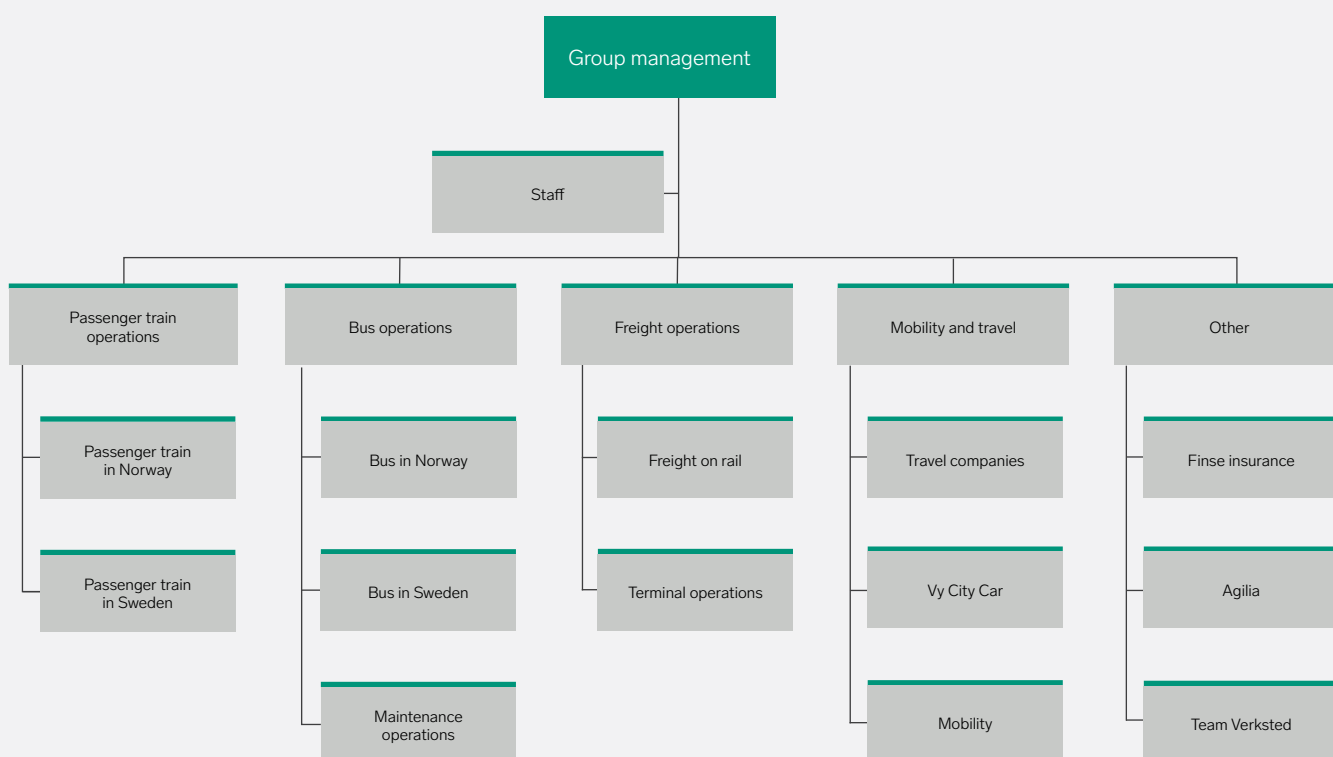 Group management
Staff
Passenger train
operations
Bus operations
Freight operations
Mobility and travel
Other
Passenger train
in Norway
Bus in Norway
Freight on rail
Travel companies
Finse insurance
Passenger train
in Sweden
Bus in Sweden
Terminal operations
Vy City Car
Agilia
Maintenance
operations
Mobility
Team Verksted